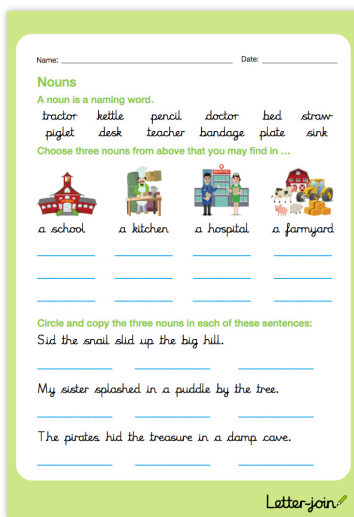 Name: Date:
Nouns
A noun is a naming word.
tractor kettle pencil doctor bed straw
piglet desk teacher bandage plate sink
Choose three nouns from above that you may find in ...
HOSPITAL
a school a kitchen a hospital a farmyard
Circle and copy the three nouns in each of these sentences:
Sid the snail slid up the big hill.
My sister splashed in a puddle by the tree.
The pirates hid the treasure in a damp cave.
Letter-join